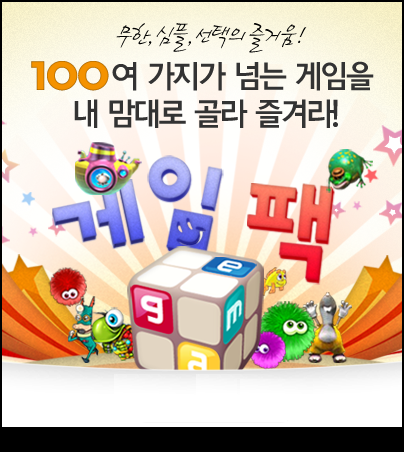 무한, 심플, 선택의 즐거움!
100여 가지가 넘는 게임을
내 맘대로 골라 즐겨라!
게임팩
e
g m
a